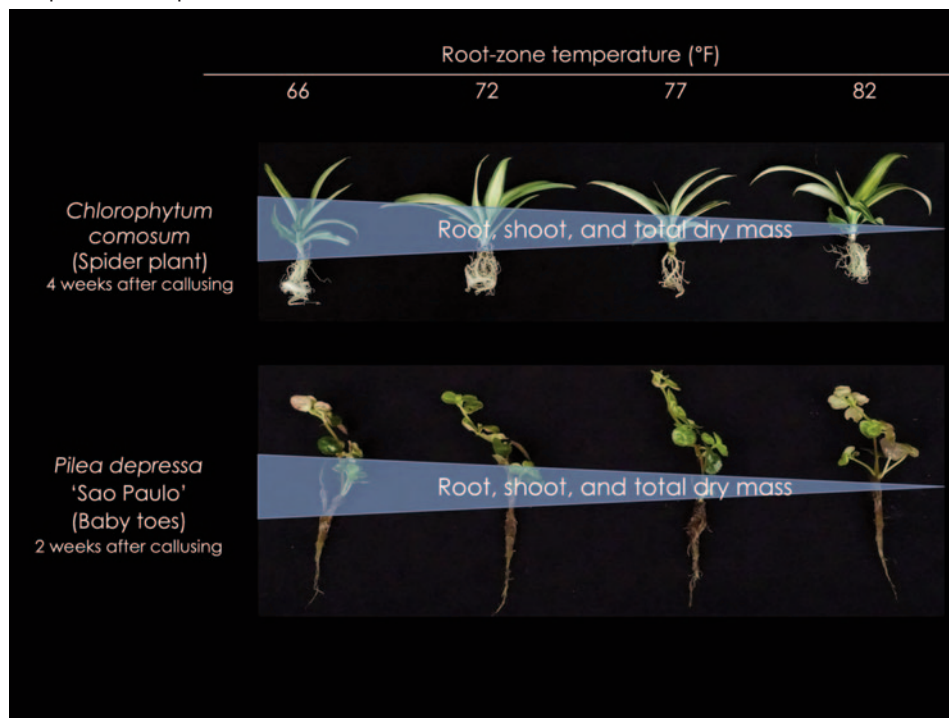 Root-zone temperature (°F)
66 72 77 82
Chlorophytum
comosum
(Spider plant)
4 weeks after callusing
Root, shoot, and total dry mass
Pilea depressa
‘Sao Paulo’
(Baby toes)
2 weeks after callusing
Root, shoot, and total dry mass